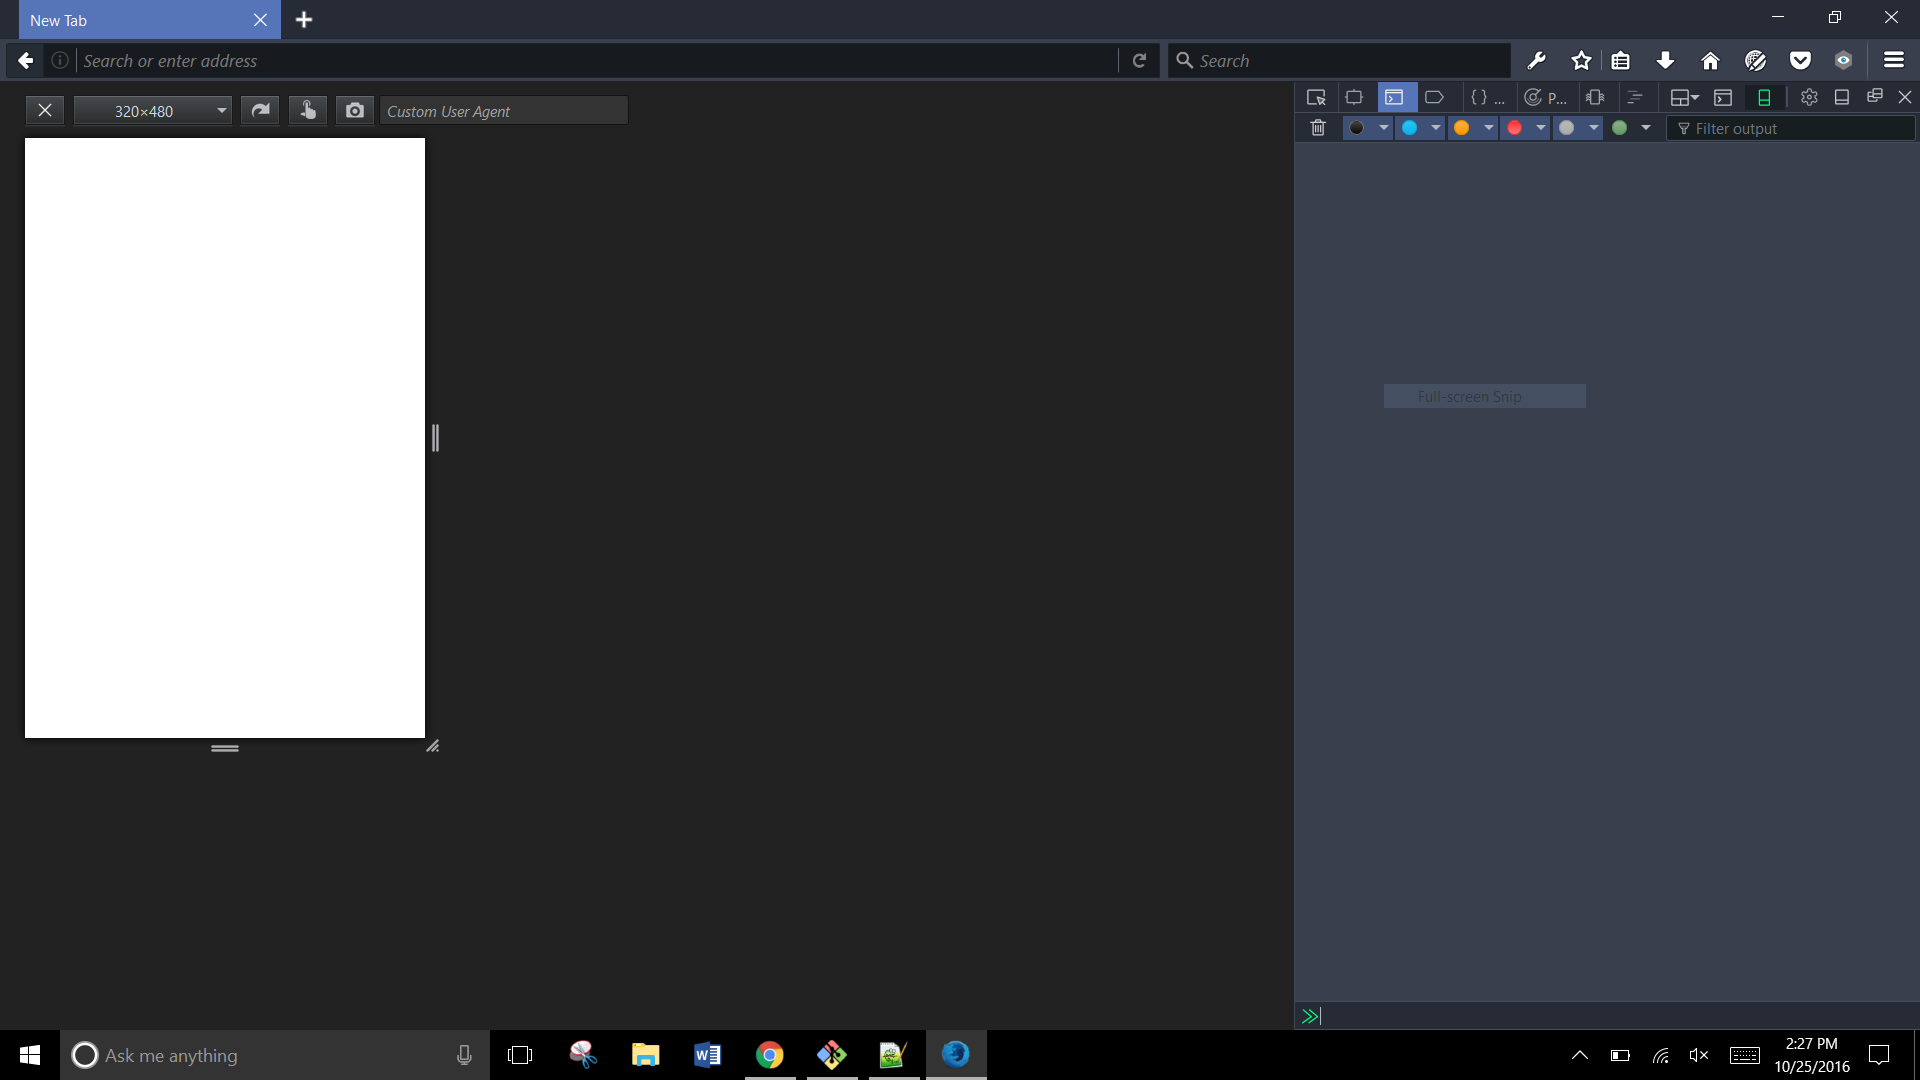 New Tab
Search or enter address
Search
320×480
Custom User Agent
{ } ...
P...
Filter output
Full-screen Snip
Ask me anything
2:27 PM
10/25/2016